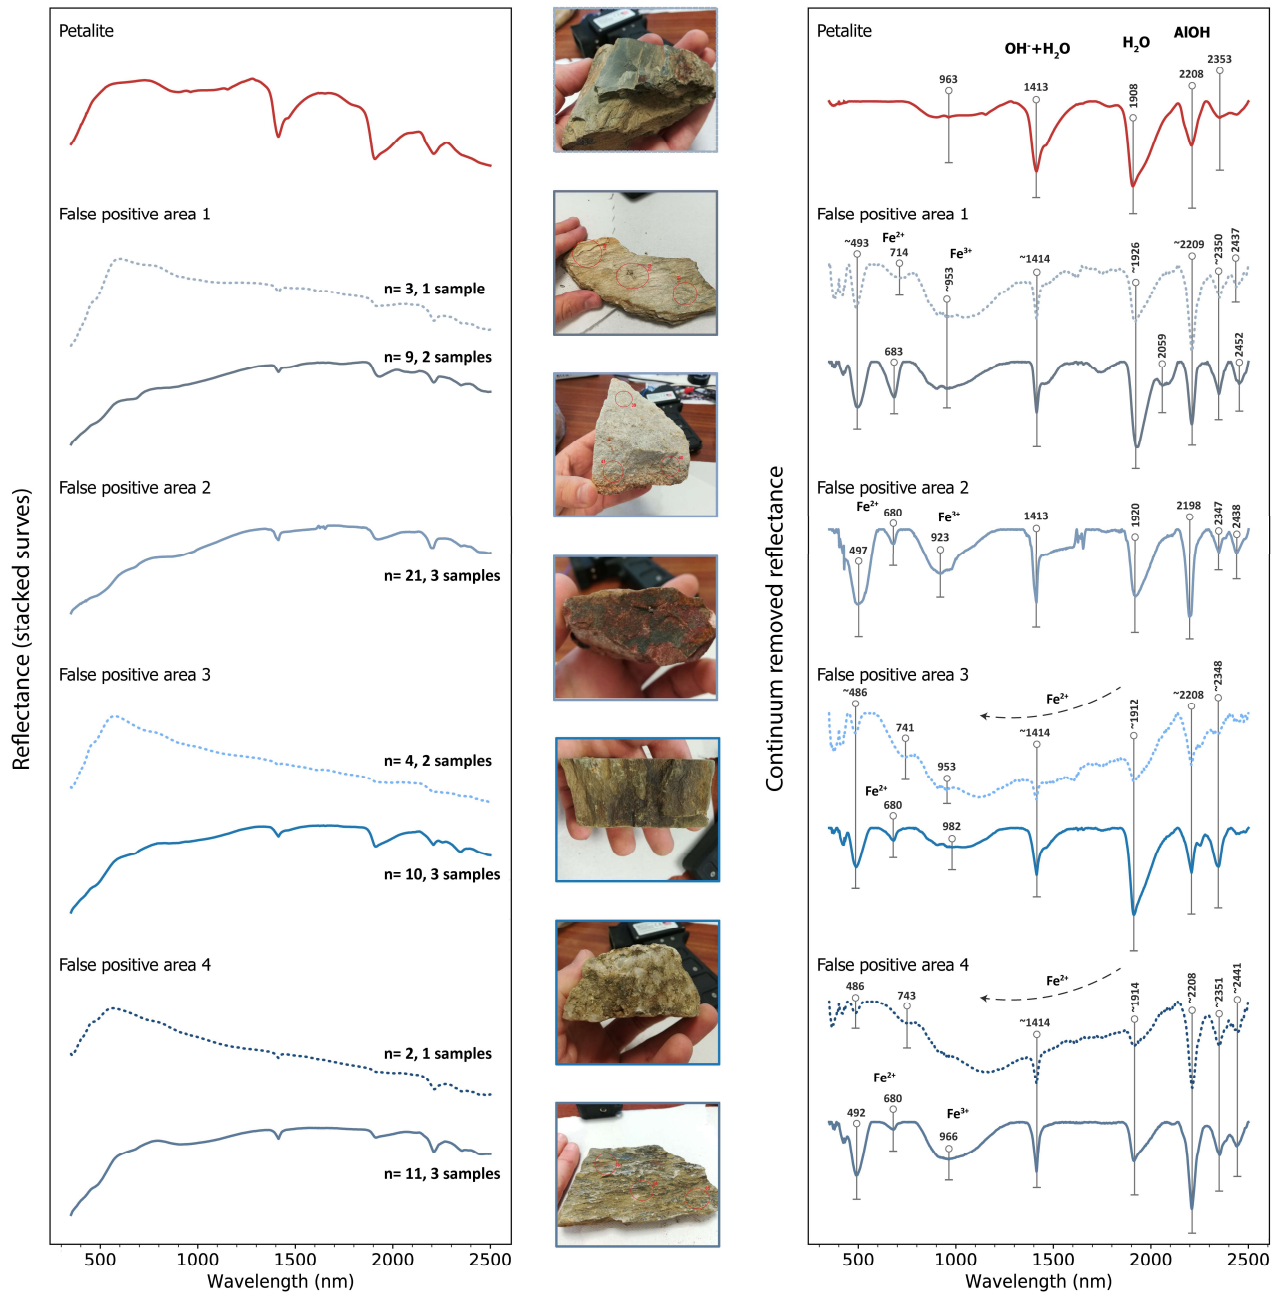 Petalite
False positive area 1
n= 3, 1 sample
n= 9, 2 samples
False positive area 2
n= 21, 3 samples
False positive area 3
n= 4, 2 samples
n= 10, 3 samples
False positive area 4
n= 2, 1 samples
n= 11, 3 samples
Reflectance (stacked surves)
500 1000 1500 2000 2500
Wavelength (nm)
Petalite
OH⁻+H₂O
H₂O
AlOH
963
1413
1908
2208
2353
False positive area 1
~493
Fe²⁺
714
Fe³⁺
~953
~1414
~1926
~2209
~2350
2437
683
2059
2452
False positive area 2
Fe²⁺
497
680
Fe³⁺
923
1413
1920
2198
2347
2438
False positive area 3
~486
741
953
Fe²⁺
~1414
~1912
~2208
~2348
Fe²⁺
680
982
False positive area 4
486
743
Fe²⁺
~1414
~1914
~2208
~2351
~2441
Fe²⁺
492
680
Fe³⁺
966
Continuum removed reflectance
500 1000 1500 2000 2500
Wavelength (nm)